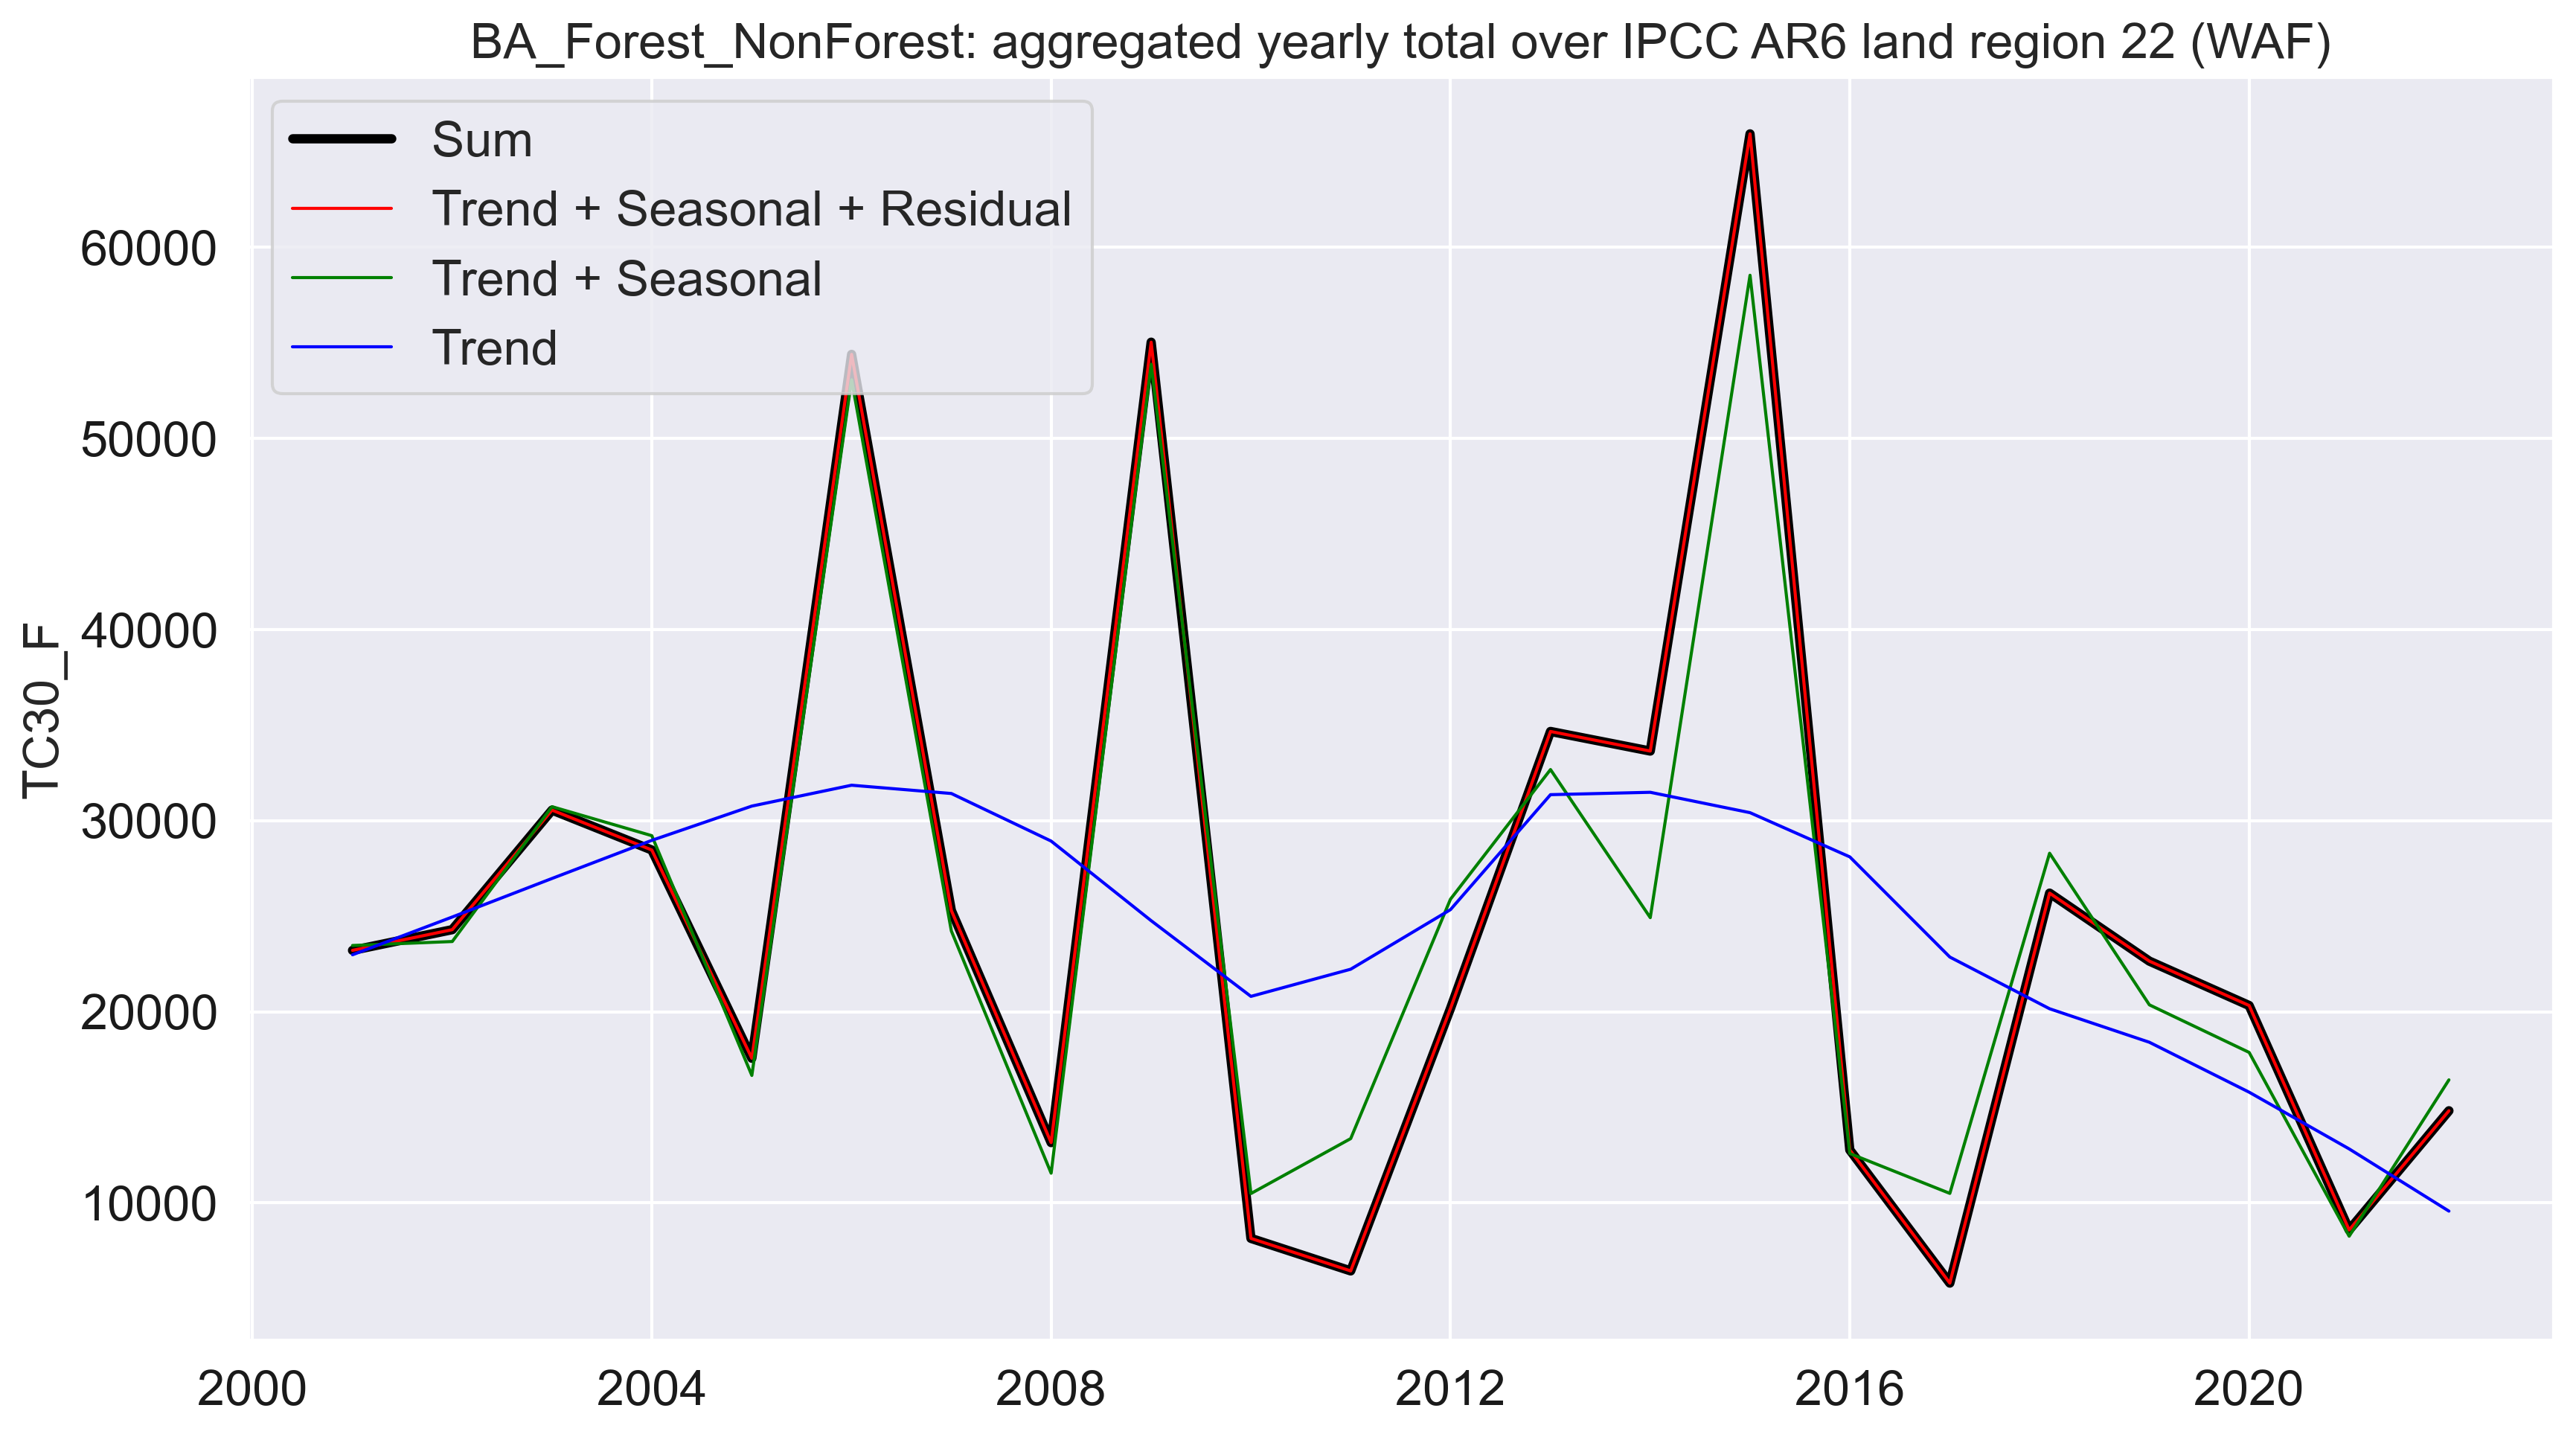 BA_Forest_NonForest: aggregated yearly total over IPCC AR6 land region 22 (WAF)
Sum
Trend + Seasonal + Residual
Trend + Seasonal
Trend
TC30_F
60000
50000
40000
30000
20000
10000
2000 2004 2008 2012 2016 2020